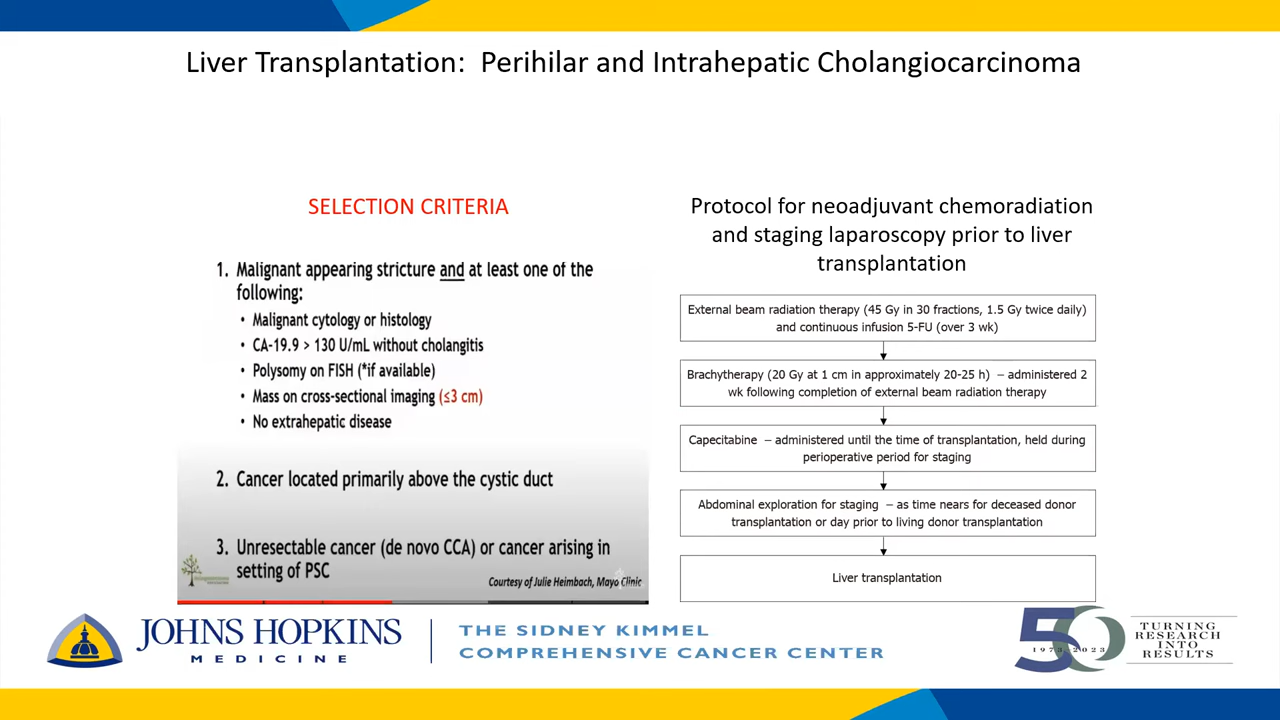 Liver Transplantation:  Perihilar and Intrahepatic Cholangiocarcinoma
SELECTION CRITERIA
1. Malignant appearing stricture and at least one of the
following:
• Malignant cytology or histology
• CA-19.9 > 130 U/mL without cholangitis
• Polysomy on FISH (*if available)
• Mass on cross-sectional imaging (≤3 cm)
• No extrahepatic disease
2. Cancer located primarily above the cystic duct
3. Unresectable cancer (de novo CCA) or cancer arising in
setting of PSC
Courtesy of Julie Heimbach, Mayo Clinic
Protocol for neoadjuvant chemoradiation
and staging laparoscopy prior to liver
transplantation
External beam radiation therapy (45 Gy in 30 fractions, 1.5 Gy twice daily)
and continuous infusion 5-FU (over 3 wk)
Brachytherapy (20 Gy at 1 cm in approximately 20-25 h) – administered 2
wk following completion of external beam radiation therapy
Capecitabine – administered until the time of transplantation, held during
perioperative period for staging
Abdominal exploration for staging – as time nears for deceased donor
transplantation or day prior to living donor transplantation
Liver transplantation
JOHNS HOPKINS
MEDICINE
THE SIDNEY KIMMEL
COMPREHENSIVE CANCER CENTER
50
1973-2023
TURNING
RESEARCH
INTO
RESULTS